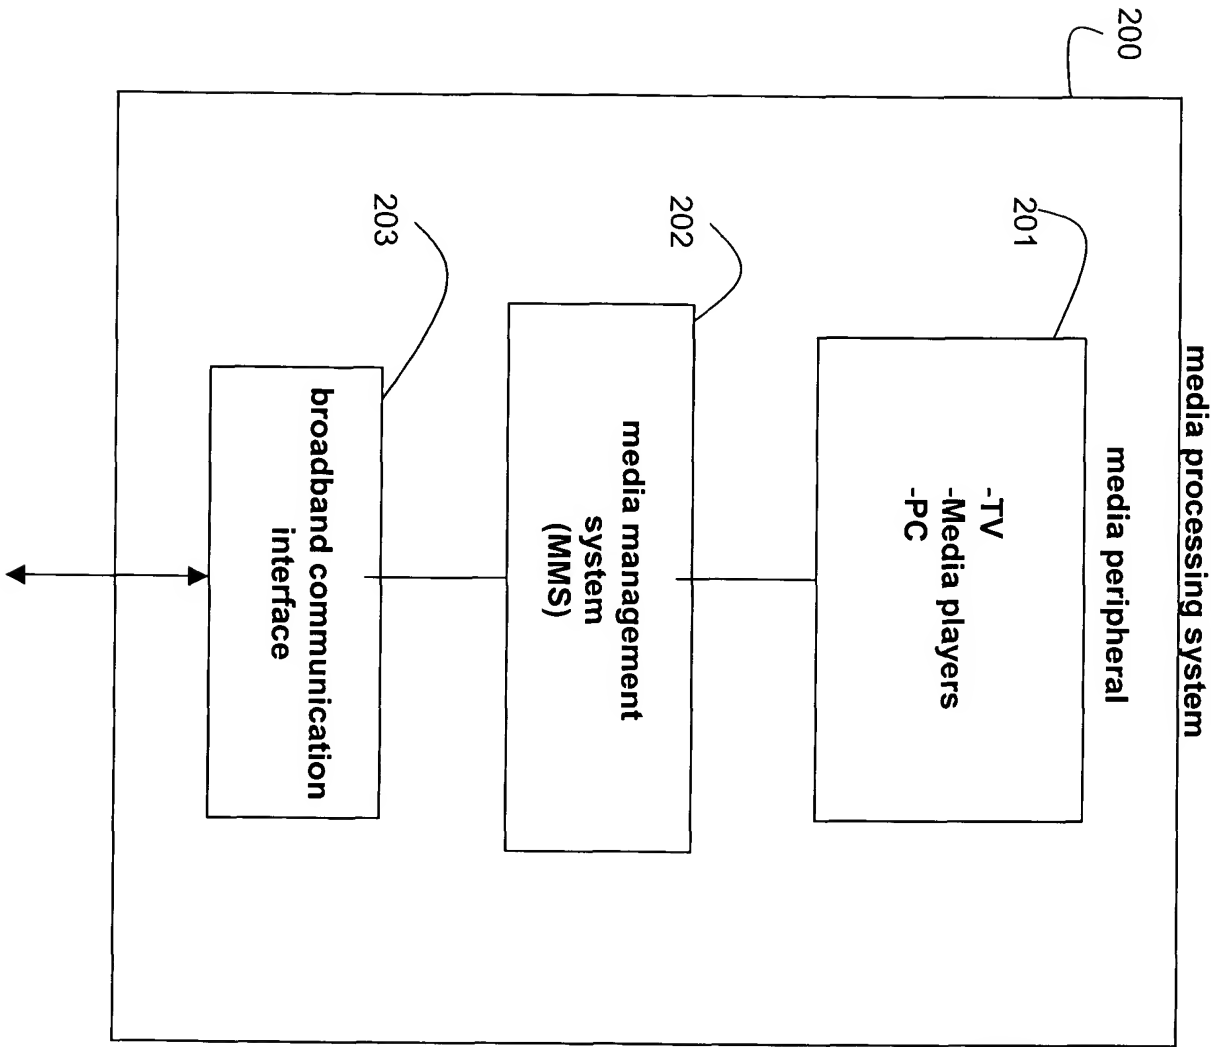 media processing system
200
media peripheral
201
-TV
-Media players
-PC
202
media management
system
(MMS)
203
broadband communication
interface